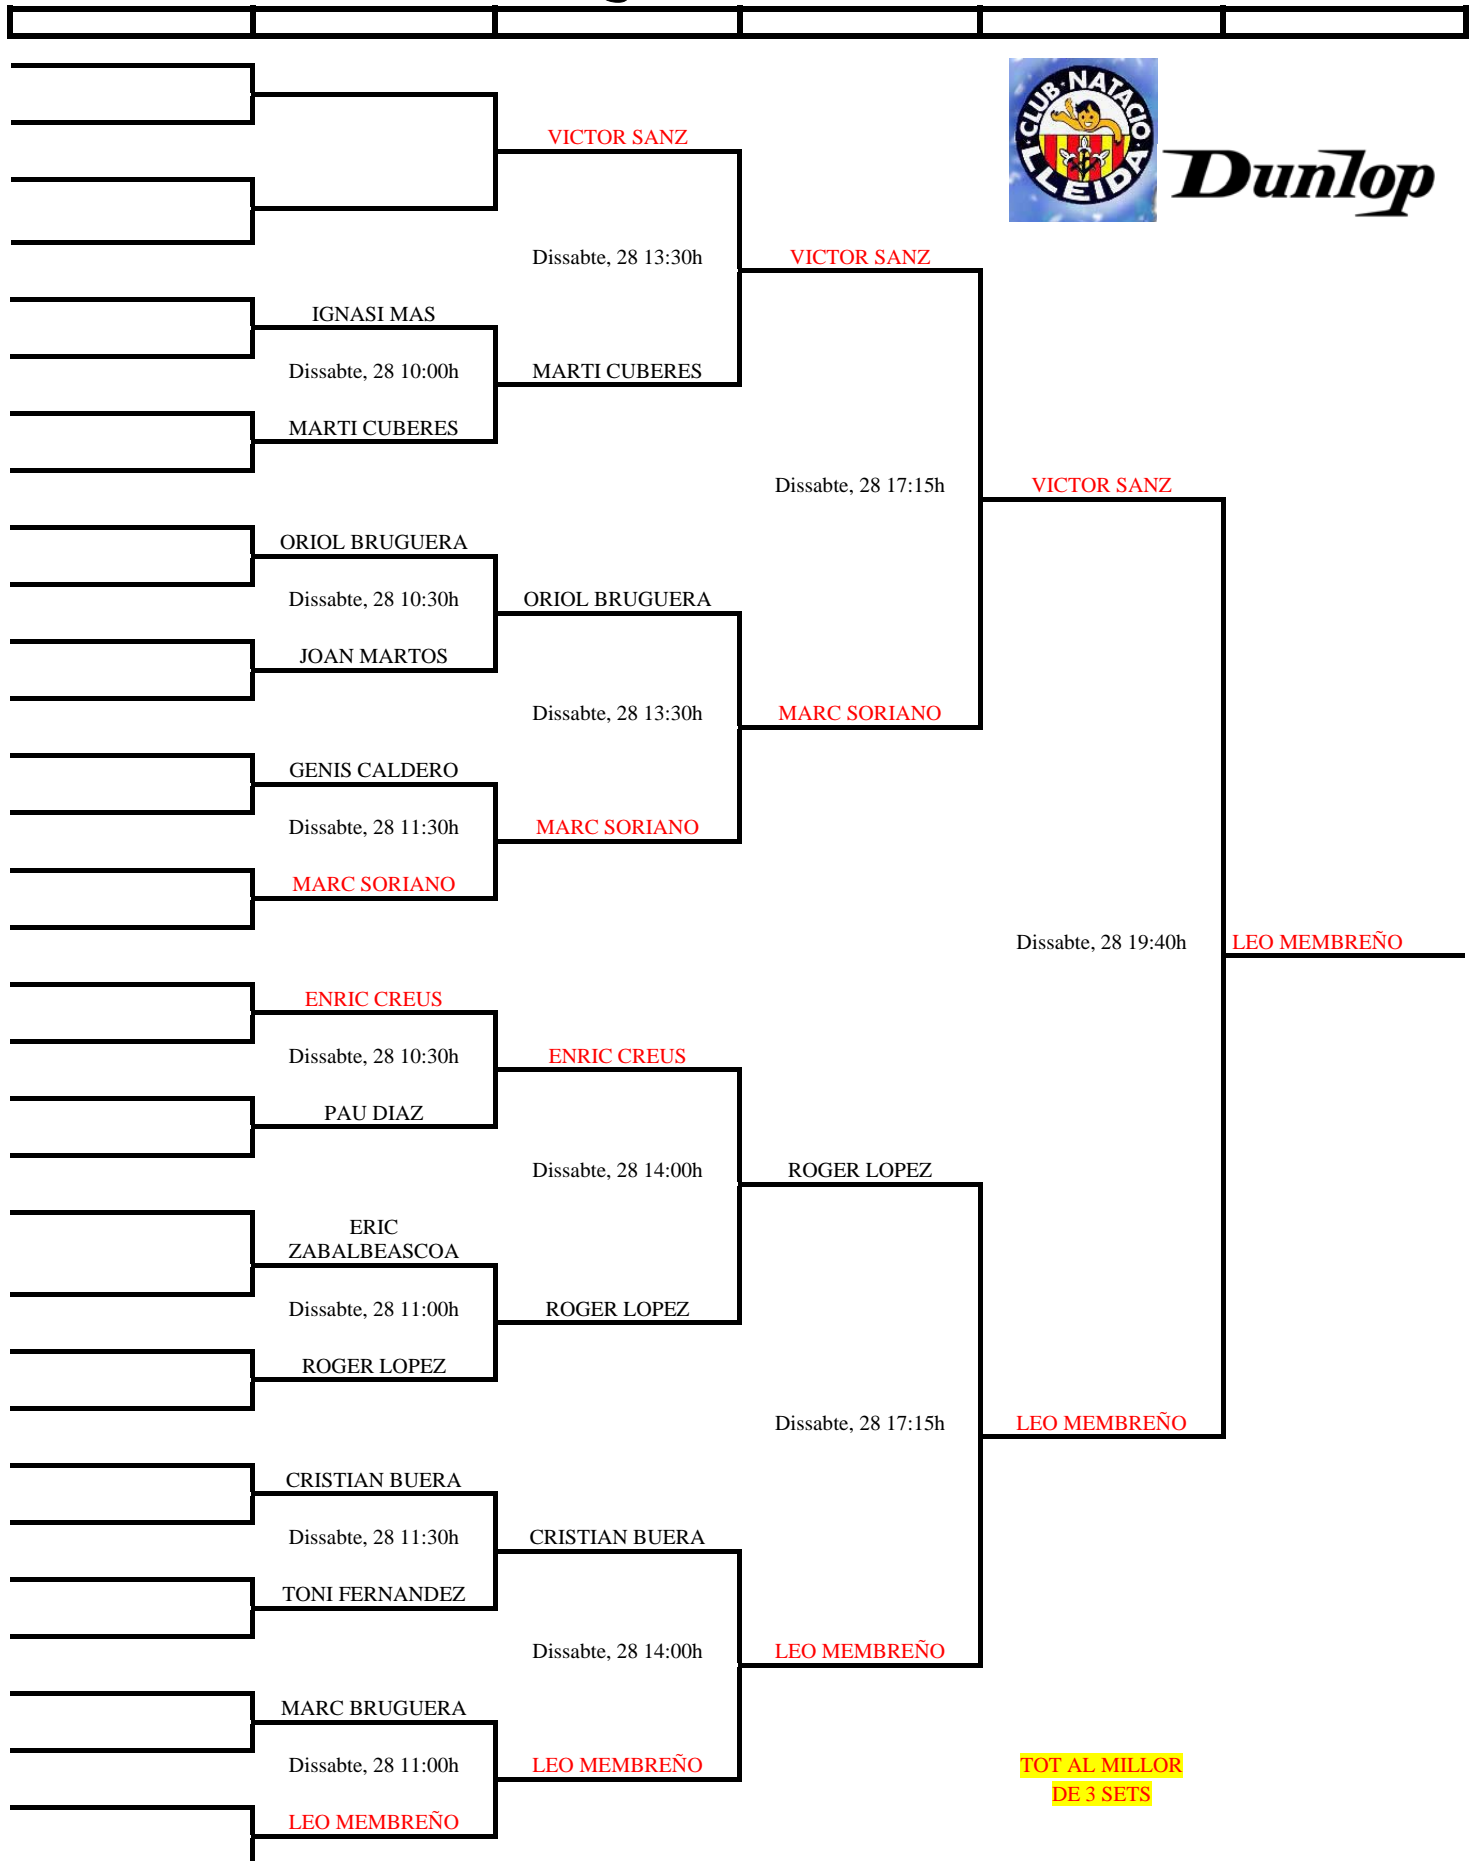 CLUB·NATACIO
LLEIDA
Dunlop
VICTOR SANZ
Dissabte, 28 13:30h
VICTOR SANZ
IGNASI MAS
Dissabte, 28 10:00h
MARTI CUBERES
MARTI CUBERES
Dissabte, 28 17:15h
VICTOR SANZ
ORIOL BRUGUERA
Dissabte, 28 10:30h
ORIOL BRUGUERA
JOAN MARTOS
Dissabte, 28 13:30h
MARC SORIANO
GENIS CALDERO
Dissabte, 28 11:30h
MARC SORIANO
MARC SORIANO
Dissabte, 28 19:40h
LEO MEMBREÑO
ENRIC CREUS
Dissabte, 28 10:30h
ENRIC CREUS
PAU DIAZ
Dissabte, 28 14:00h
ROGER LOPEZ
ERIC
ZABALBEASCOA
Dissabte, 28 11:00h
ROGER LOPEZ
ROGER LOPEZ
Dissabte, 28 17:15h
LEO MEMBREÑO
CRISTIAN BUERA
Dissabte, 28 11:30h
CRISTIAN BUERA
TONI FERNANDEZ
Dissabte, 28 14:00h
LEO MEMBREÑO
MARC BRUGUERA
Dissabte, 28 11:00h
LEO MEMBREÑO
LEO MEMBREÑO
TOT AL MILLOR
DE 3 SETS